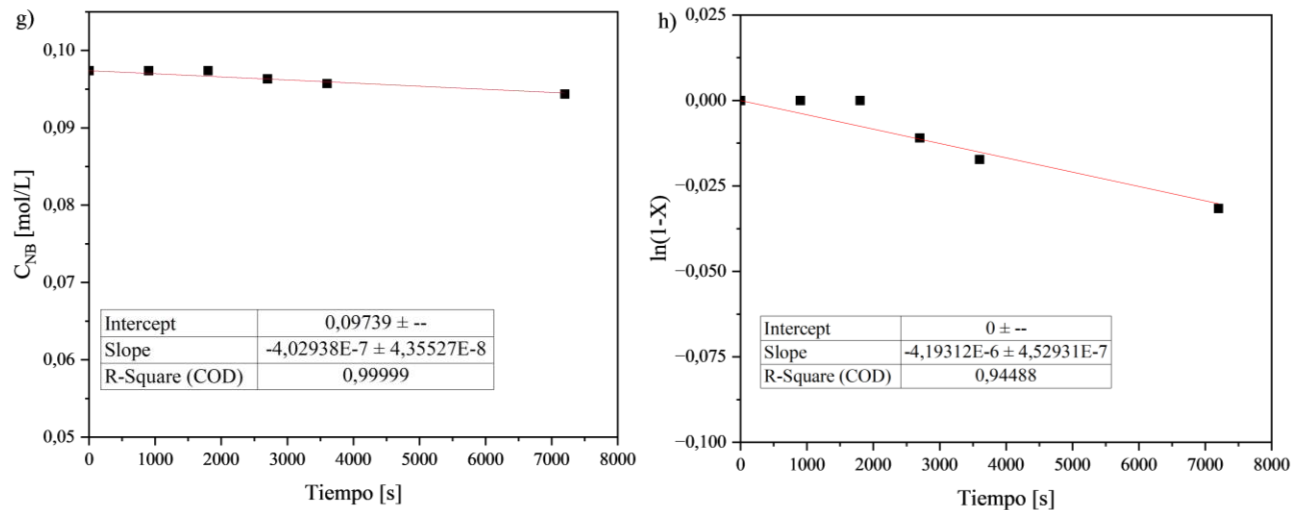 g)
0,10
0,09
0,08
0,07
0,06
0,05
C_NB [mol/L]
Intercept 0,09739 ± --
Slope -4,02938E-7 ± 4,35527E-8
R-Square (COD) 0,99999
0 1000 2000 3000 4000 5000 6000 7000 8000
Tiempo [s]
h)
0,025
0,000
−0,025
−0,050
−0,075
−0,100
ln(1-X)
Intercept 0 ± --
Slope -4,19312E-6 ± 4,52931E-7
R-Square (COD) 0,94488
0 1000 2000 3000 4000 5000 6000 7000 8000
Tiempo [s]